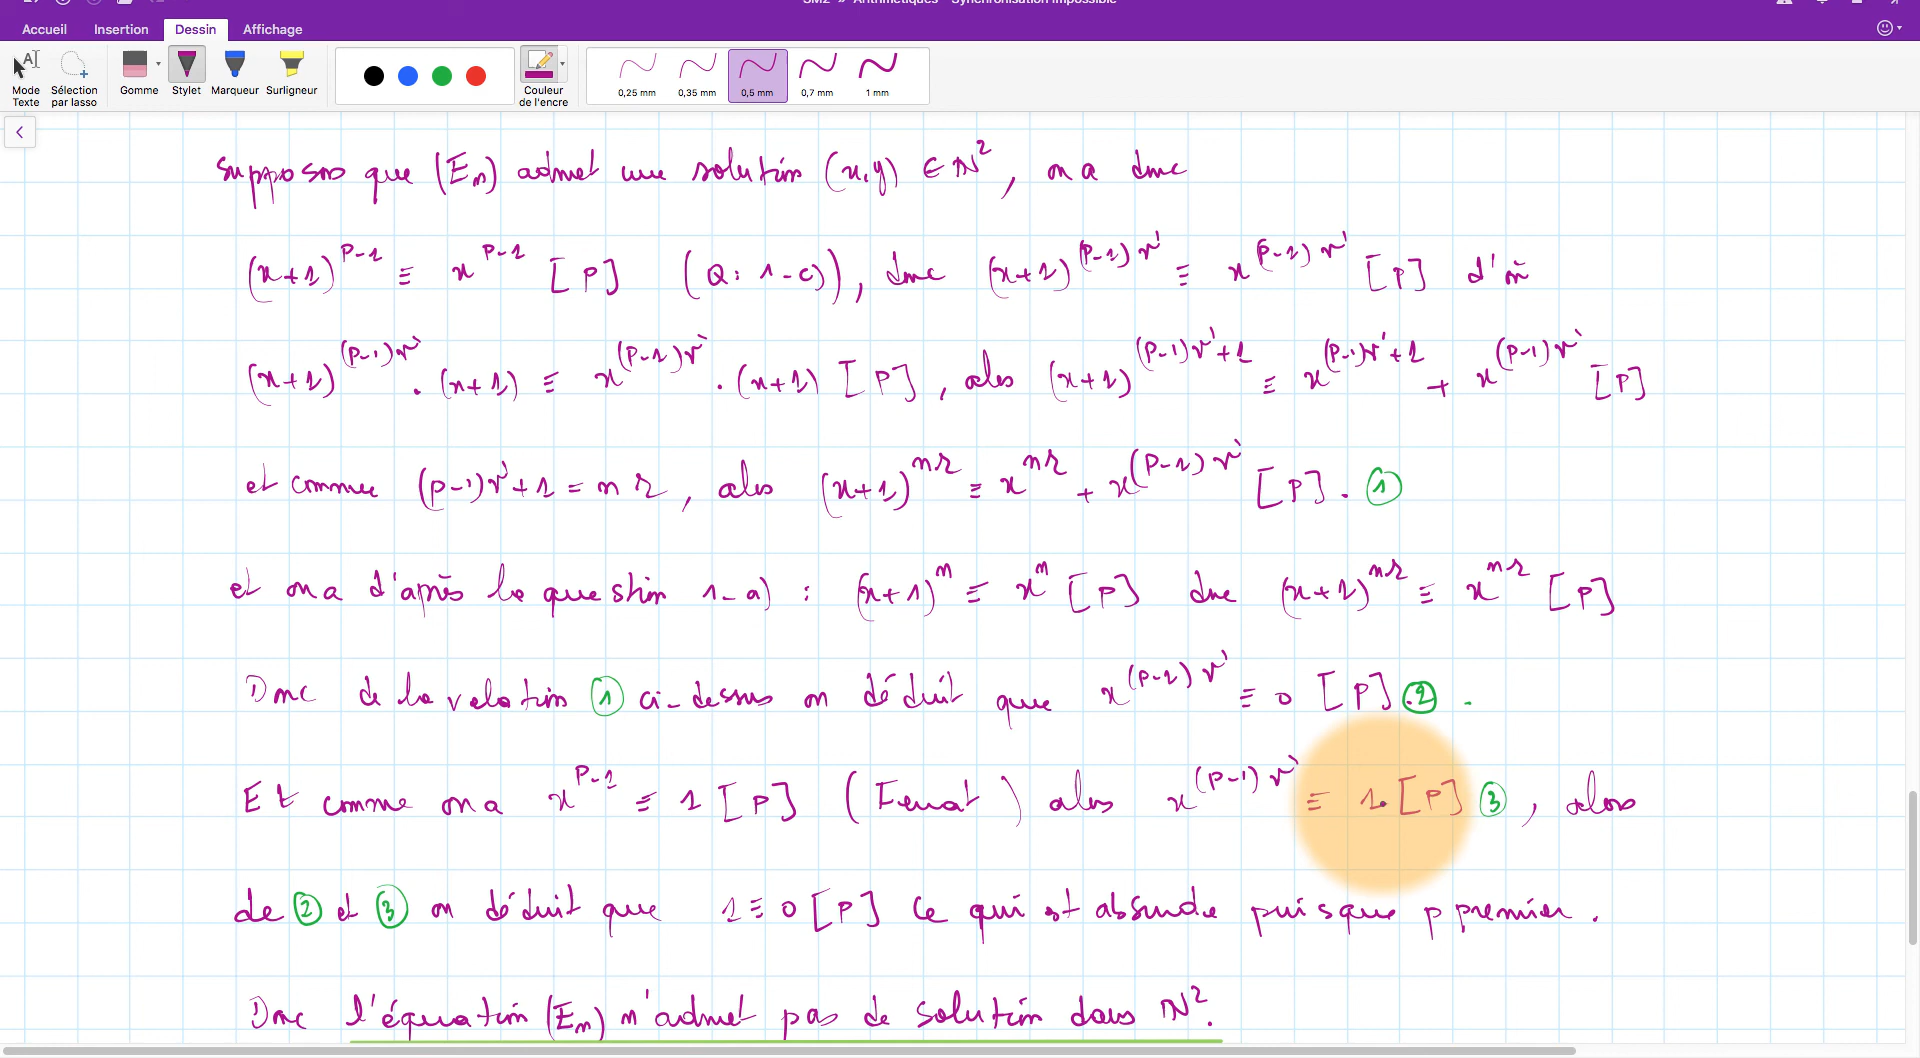 SM2 » Arithmétiques - Synchronisation impossible
Accueil Insertion Dessin Affichage
Mode Texte Sélection par lasso Gomme Stylet Marqueur Surligneur Couleur de l'encre 0,25 mm 0,35 mm 0,5 mm 0,7 mm 1 mm
Supposons que (En) admet une solution (x,y) ∈ ℕ², on a donc
(x+1)^(p-1) ≡ x^(p-1) [p] (Q: 1-c)), donc (x+1)^((p-1)r') ≡ x^((p-1)r') [p] d'où
(x+1)^((p-1)r') · (x+1) ≡ x^((p-1)r') · (x+1) [p], alors (x+1)^((p-1)r'+1) ≡ x^((p-1)r'+1) + x^((p-1)r') [p]
et comme (p-1)r'+1 = n r, alors (x+1)^(nr) ≡ x^(nr) + x^((p-1)r') [p]. ①
et on a d'après la question 1-a) : (x+1)^n ≡ x^n [p] donc (x+1)^(nr) ≡ x^(nr) [p]
Donc de la relation ① ci-dessus on déduit que x^((p-1)r') ≡ 0 [p] ② .
Et comme on a x^(p-1) ≡ 1 [p] (Fermat) alors x^((p-1)r') ≡ 1 [p] ③, alors
de ② et ③ on déduit que 1 ≡ 0 [p] ce qui est absurde puisque p premier.
Donc l'équation (En) n'admet pas de solution dans ℕ².